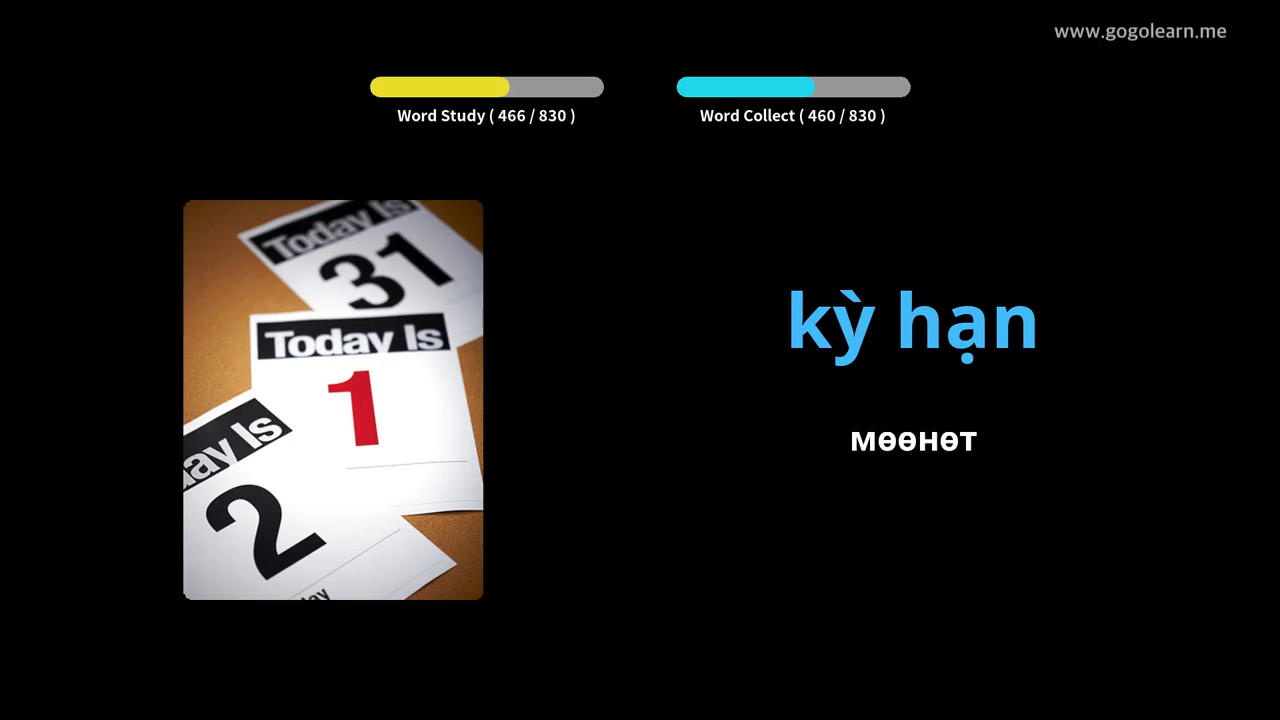 www.gogolearn.me
Word Study ( 466 / 830 )
Word Collect ( 460 / 830 )
Today Is
31
Today Is
1
ay Is
2
ay
kỳ hạn
мөөнөт